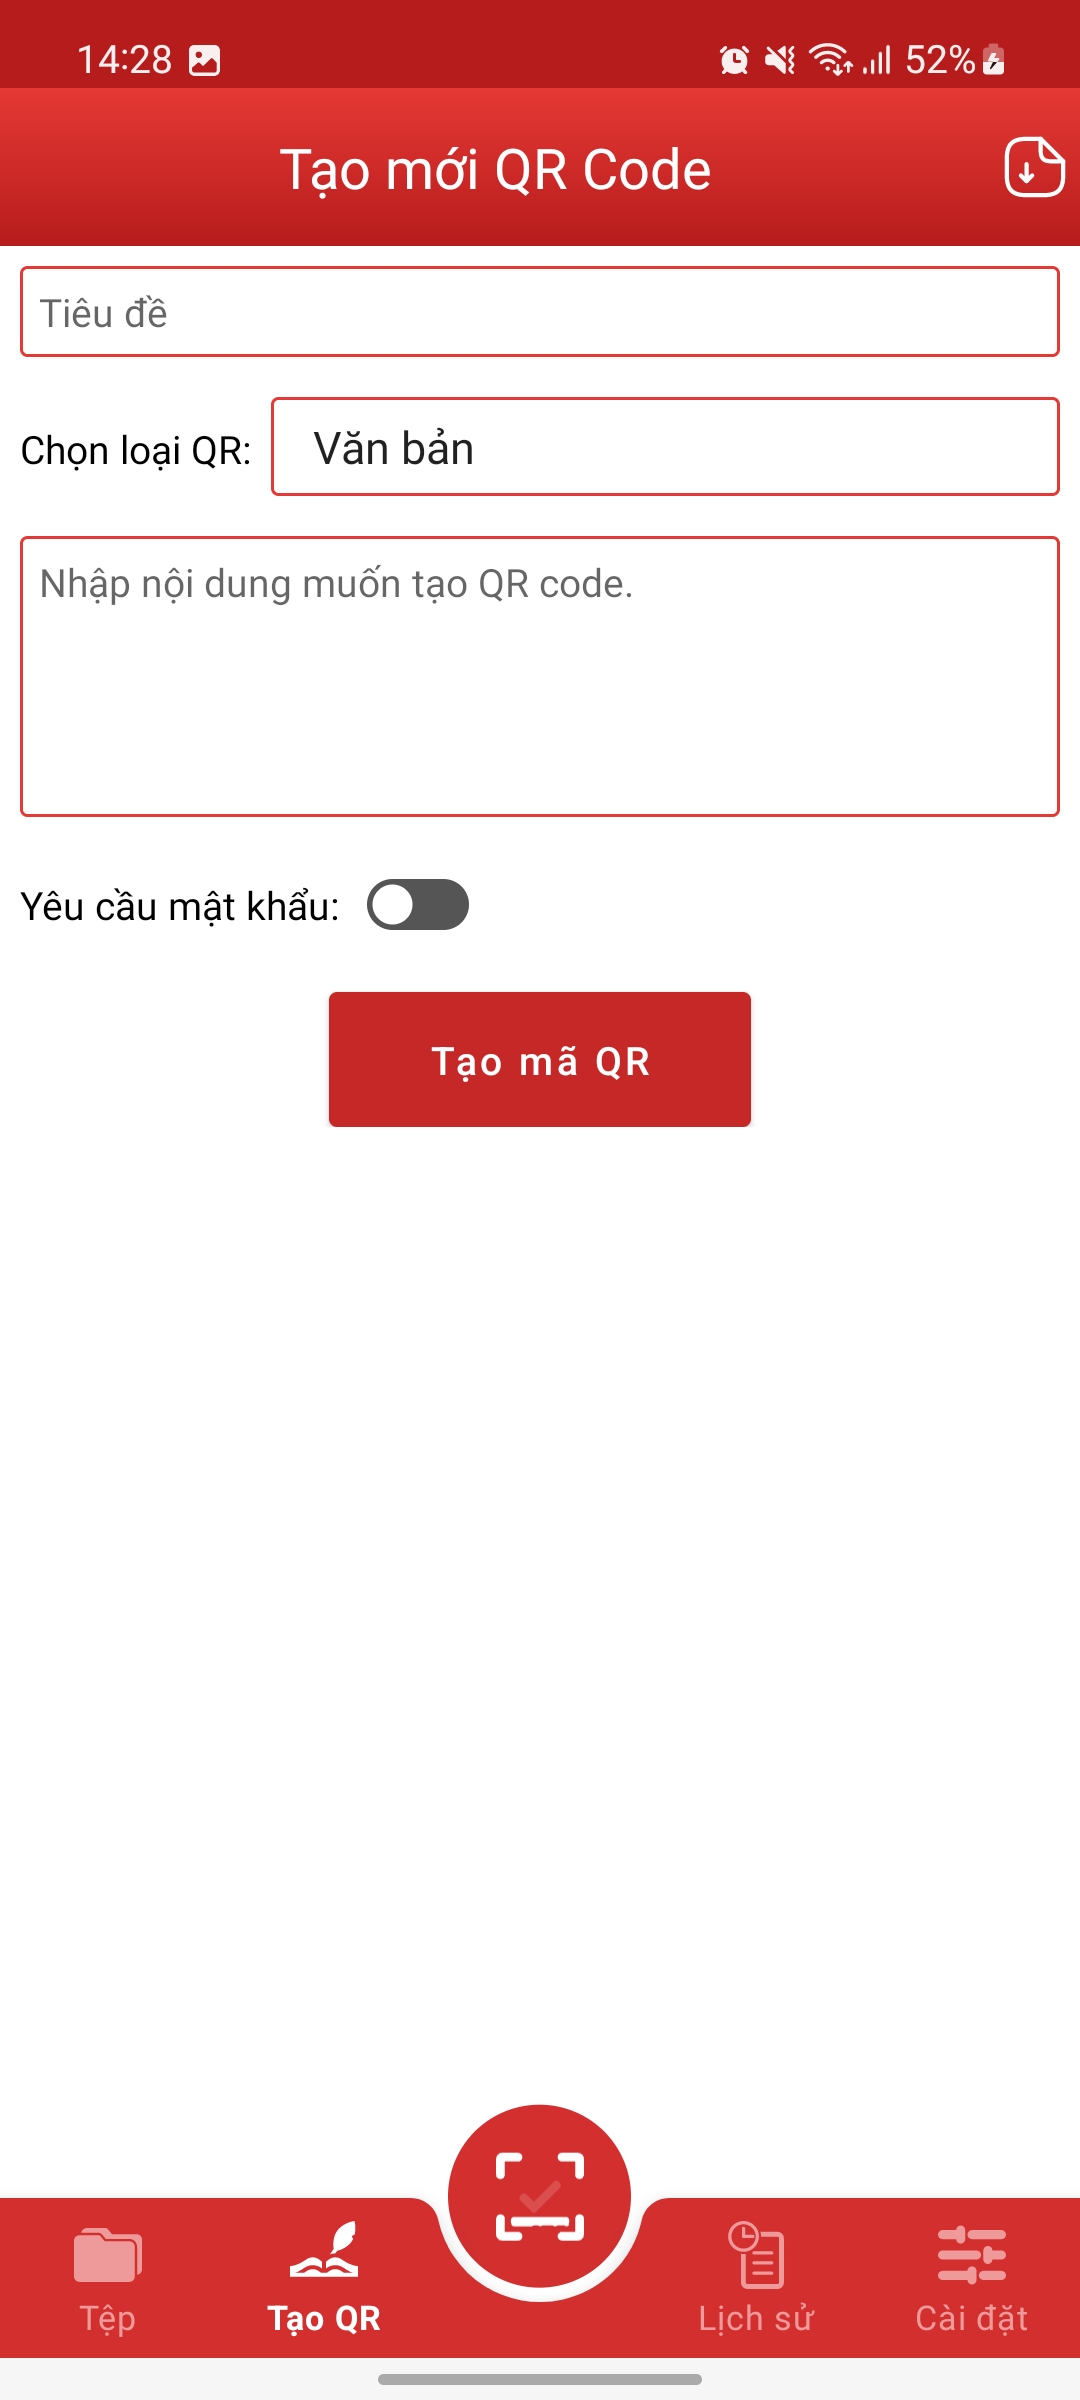 14:28
52%
Tạo mới QR Code
Tiêu đề
Chọn loại QR:
Văn bản
Nhập nội dung muốn tạo QR code.
Yêu cầu mật khẩu:
Tạo mã QR
Tệp
Tạo QR
Lịch sử
Cài đặt